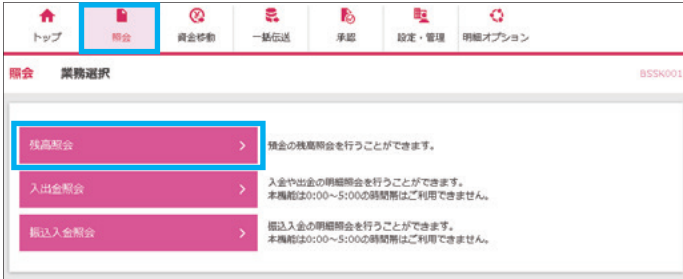 トップ 照会 資金移動 一括伝送 承認 設定・管理 明細オプション
照会 業務選択 BSSK001
残高照会 預金の残高照会を行うことができます。
入出金照会 入金や出金の明細照会を行うことができます。
本機能は0:00～5:00の時間帯はご利用できません。
振込入金照会 振込入金の明細照会を行うことができます。
本機能は0:00～5:00の時間帯はご利用できません。